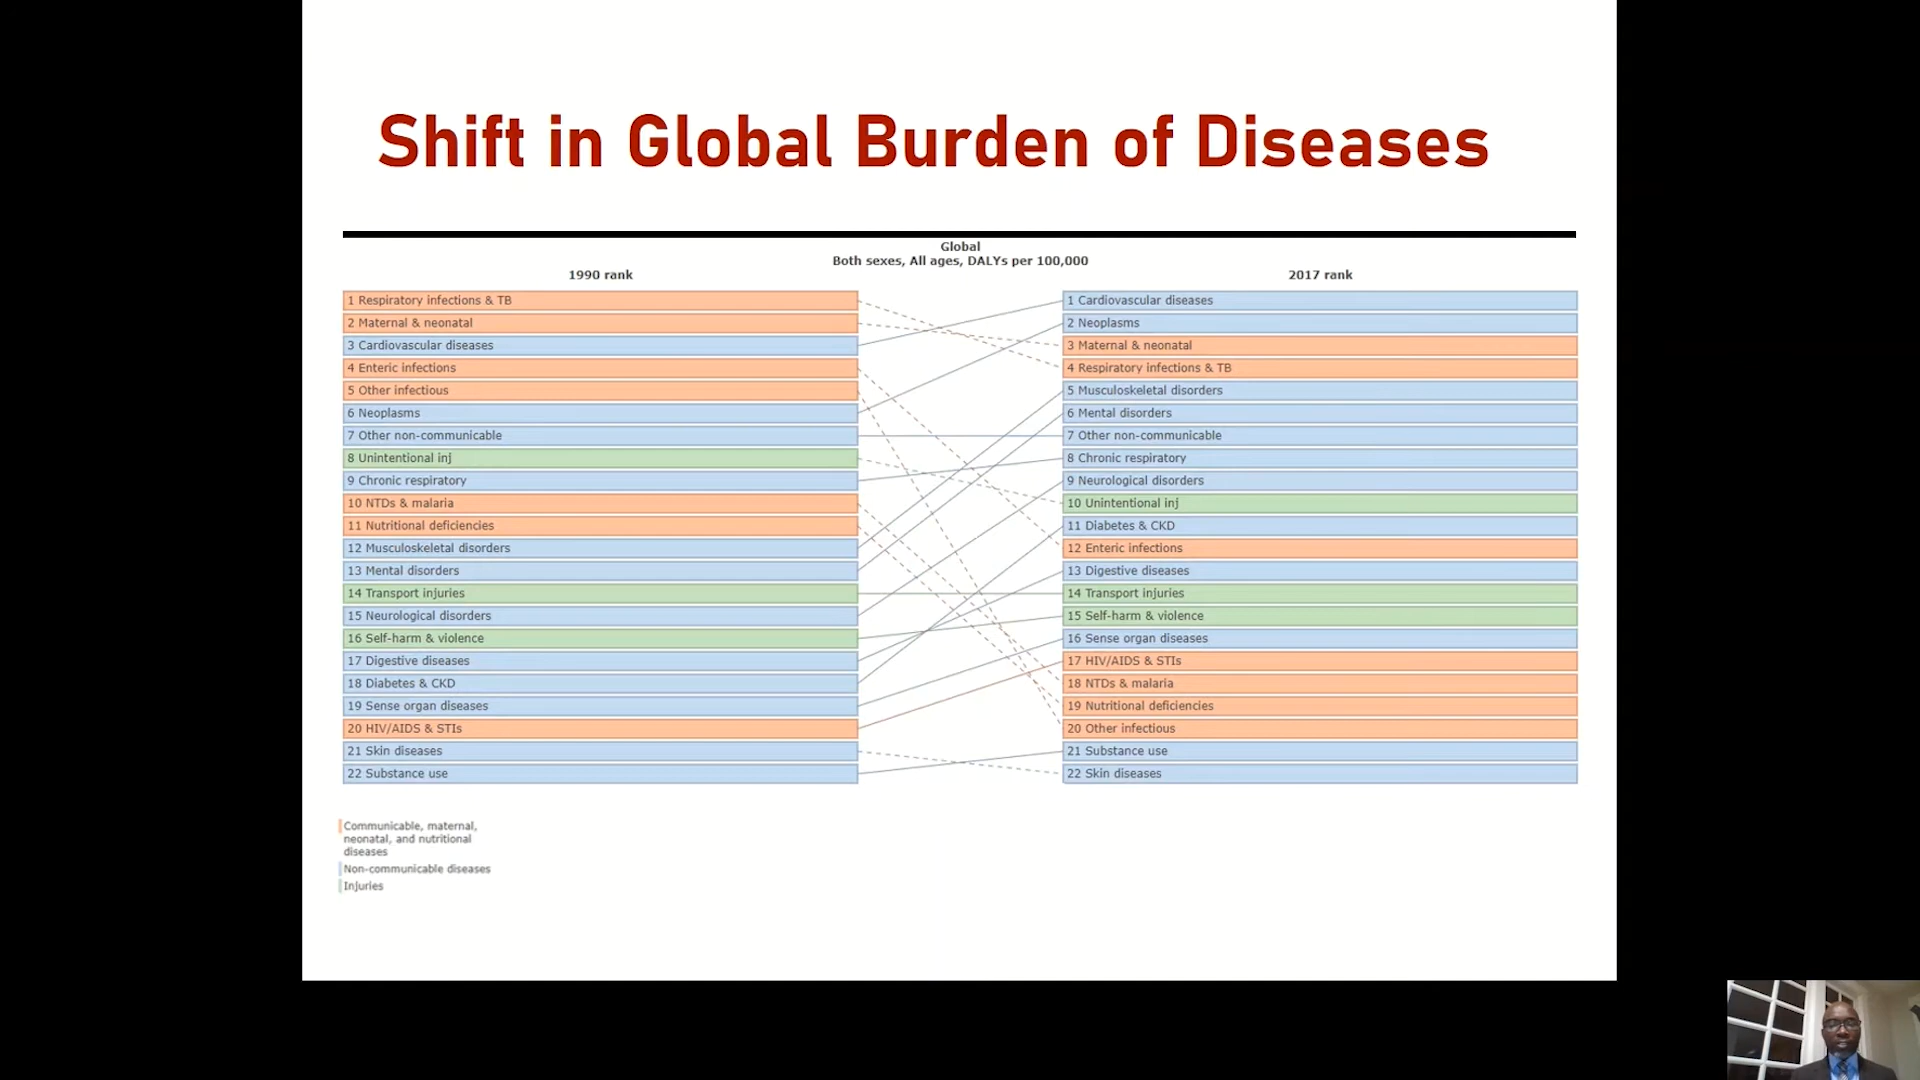 Shift in Global Burden of Diseases
Global
Both sexes, All ages, DALYs per 100,000
1990 rank
1 Respiratory infections & TB
2 Maternal & neonatal
3 Cardiovascular diseases
4 Enteric infections
5 Other infectious
6 Neoplasms
7 Other non-communicable
8 Unintentional inj
9 Chronic respiratory
10 NTDs & malaria
11 Nutritional deficiencies
12 Musculoskeletal disorders
13 Mental disorders
14 Transport injuries
15 Neurological disorders
16 Self-harm & violence
17 Digestive diseases
18 Diabetes & CKD
19 Sense organ diseases
20 HIV/AIDS & STIs
21 Skin diseases
22 Substance use
2017 rank
1 Cardiovascular diseases
2 Neoplasms
3 Maternal & neonatal
4 Respiratory infections & TB
5 Musculoskeletal disorders
6 Mental disorders
7 Other non-communicable
8 Chronic respiratory
9 Neurological disorders
10 Unintentional inj
11 Diabetes & CKD
12 Enteric infections
13 Digestive diseases
14 Transport injuries
15 Self-harm & violence
16 Sense organ diseases
17 HIV/AIDS & STIs
18 NTDs & malaria
19 Nutritional deficiencies
20 Other infectious
21 Substance use
22 Skin diseases
Communicable, maternal,
neonatal, and nutritional
diseases
Non-communicable diseases
Injuries